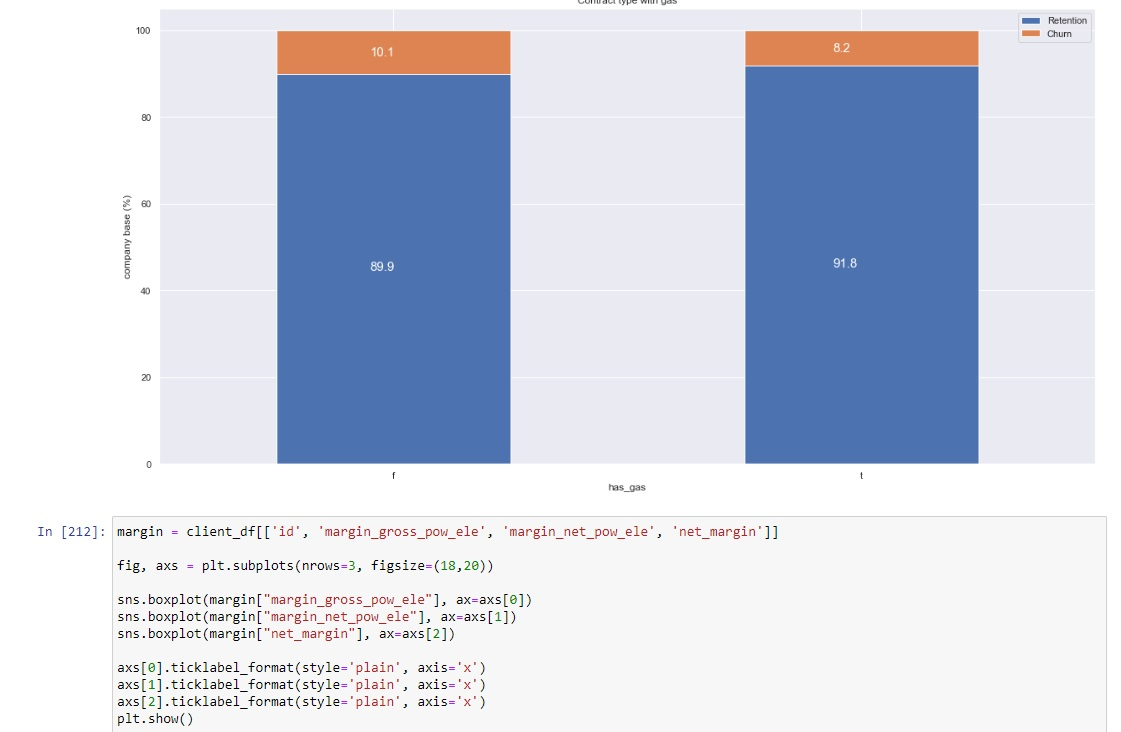 Contract type with gas
Retention
Churn
100
80
60
40
20
0
company base (%)
10.1
8.2
89.9
91.8
f
t
has_gas
In [212]: margin = client_df[['id', 'margin_gross_pow_ele', 'margin_net_pow_ele', 'net_margin']]
fig, axs = plt.subplots(nrows=3, figsize=(18,20))
sns.boxplot(margin["margin_gross_pow_ele"], ax=axs[0])
sns.boxplot(margin["margin_net_pow_ele"], ax=axs[1])
sns.boxplot(margin["net_margin"], ax=axs[2])
axs[0].ticklabel_format(style='plain', axis='x')
axs[1].ticklabel_format(style='plain', axis='x')
axs[2].ticklabel_format(style='plain', axis='x')
plt.show()